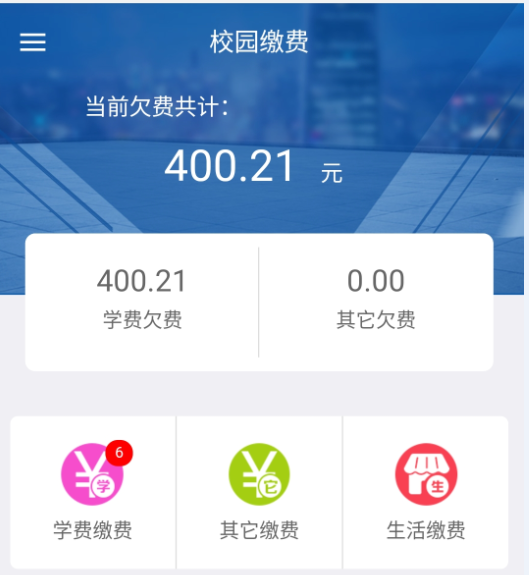 校园缴费
当前欠费共计：
400.21 元
400.21 0.00
学费欠费 其它欠费
6
学 它 生
学费缴费 其它缴费 生活缴费